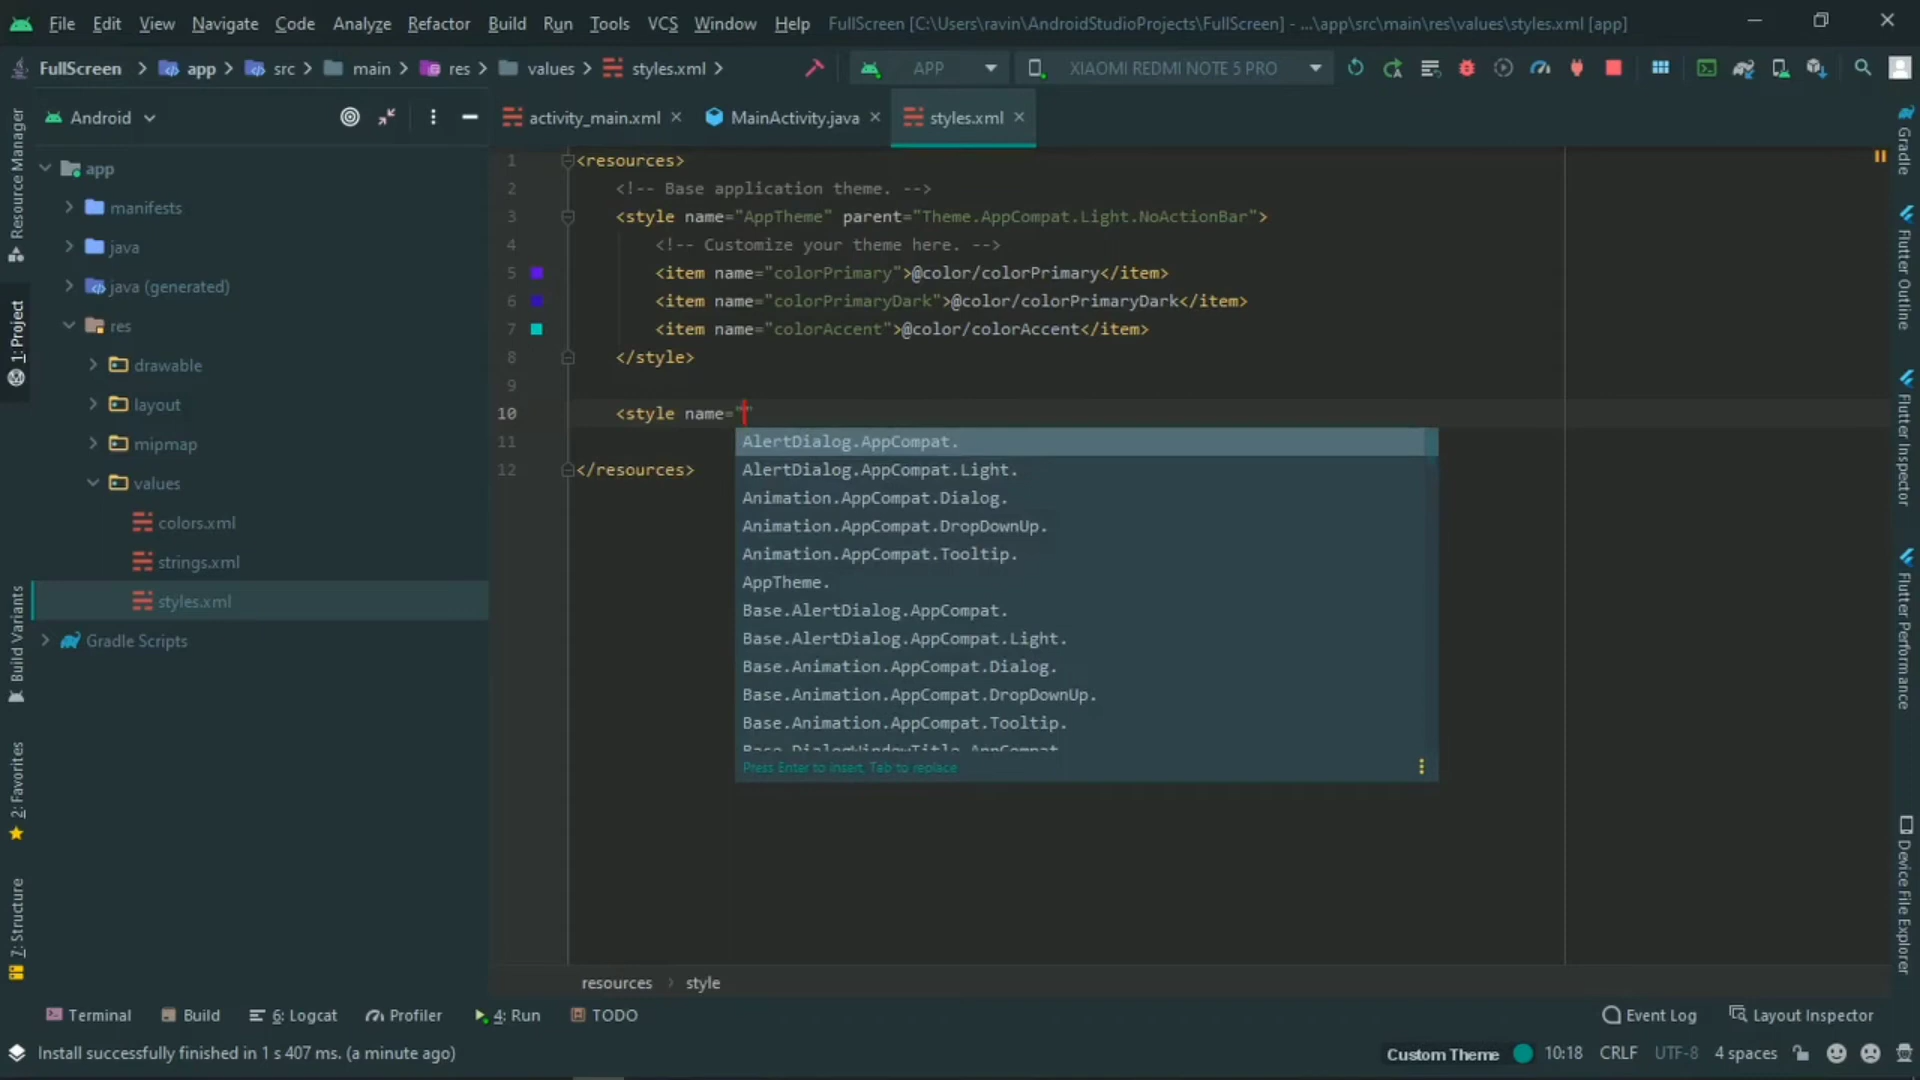 File Edit View Navigate Code Analyze Refactor Build Run Tools VCS Window Help FullScreen [C:\Users\ravin\AndroidStudioProjects\FullScreen] - ...\app\src\main\res\values\styles.xml [app]
FullScreen app src main res values styles.xml APP XIAOMI REDMI NOTE 5 PRO
Android
activity_main.xml MainActivity.java styles.xml
app
manifests
java
java (generated)
res
drawable
layout
mipmap
values
colors.xml
strings.xml
styles.xml
Gradle Scripts
Resource Manager
1: Project
Build Variants
2: Favorites
7: Structure
1 <resources>
2 <!-- Base application theme. -->
3 <style name="AppTheme" parent="Theme.AppCompat.Light.NoActionBar">
4 <!-- Customize your theme here. -->
5 <item name="colorPrimary">@color/colorPrimary</item>
6 <item name="colorPrimaryDark">@color/colorPrimaryDark</item>
7 <item name="colorAccent">@color/colorAccent</item>
8 </style>
9
10 <style name=""
11
12 </resources>
AlertDialog.AppCompat.
AlertDialog.AppCompat.Light.
Animation.AppCompat.Dialog.
Animation.AppCompat.DropDownUp.
Animation.AppCompat.Tooltip.
AppTheme.
Base.AlertDialog.AppCompat.
Base.AlertDialog.AppCompat.Light.
Base.Animation.AppCompat.Dialog.
Base.Animation.AppCompat.DropDownUp.
Base.Animation.AppCompat.Tooltip.
Base.DialogWindowTitle.AppCompat
Press Enter to insert, Tab to replace
Gradle
Flutter Outline
Flutter Inspector
Flutter Performance
Device File Explorer
resources style
Terminal Build 6: Logcat Profiler 4: Run TODO Event Log Layout Inspector
Install successfully finished in 1 s 407 ms. (a minute ago) Custom Theme 10:18 CRLF UTF-8 4 spaces